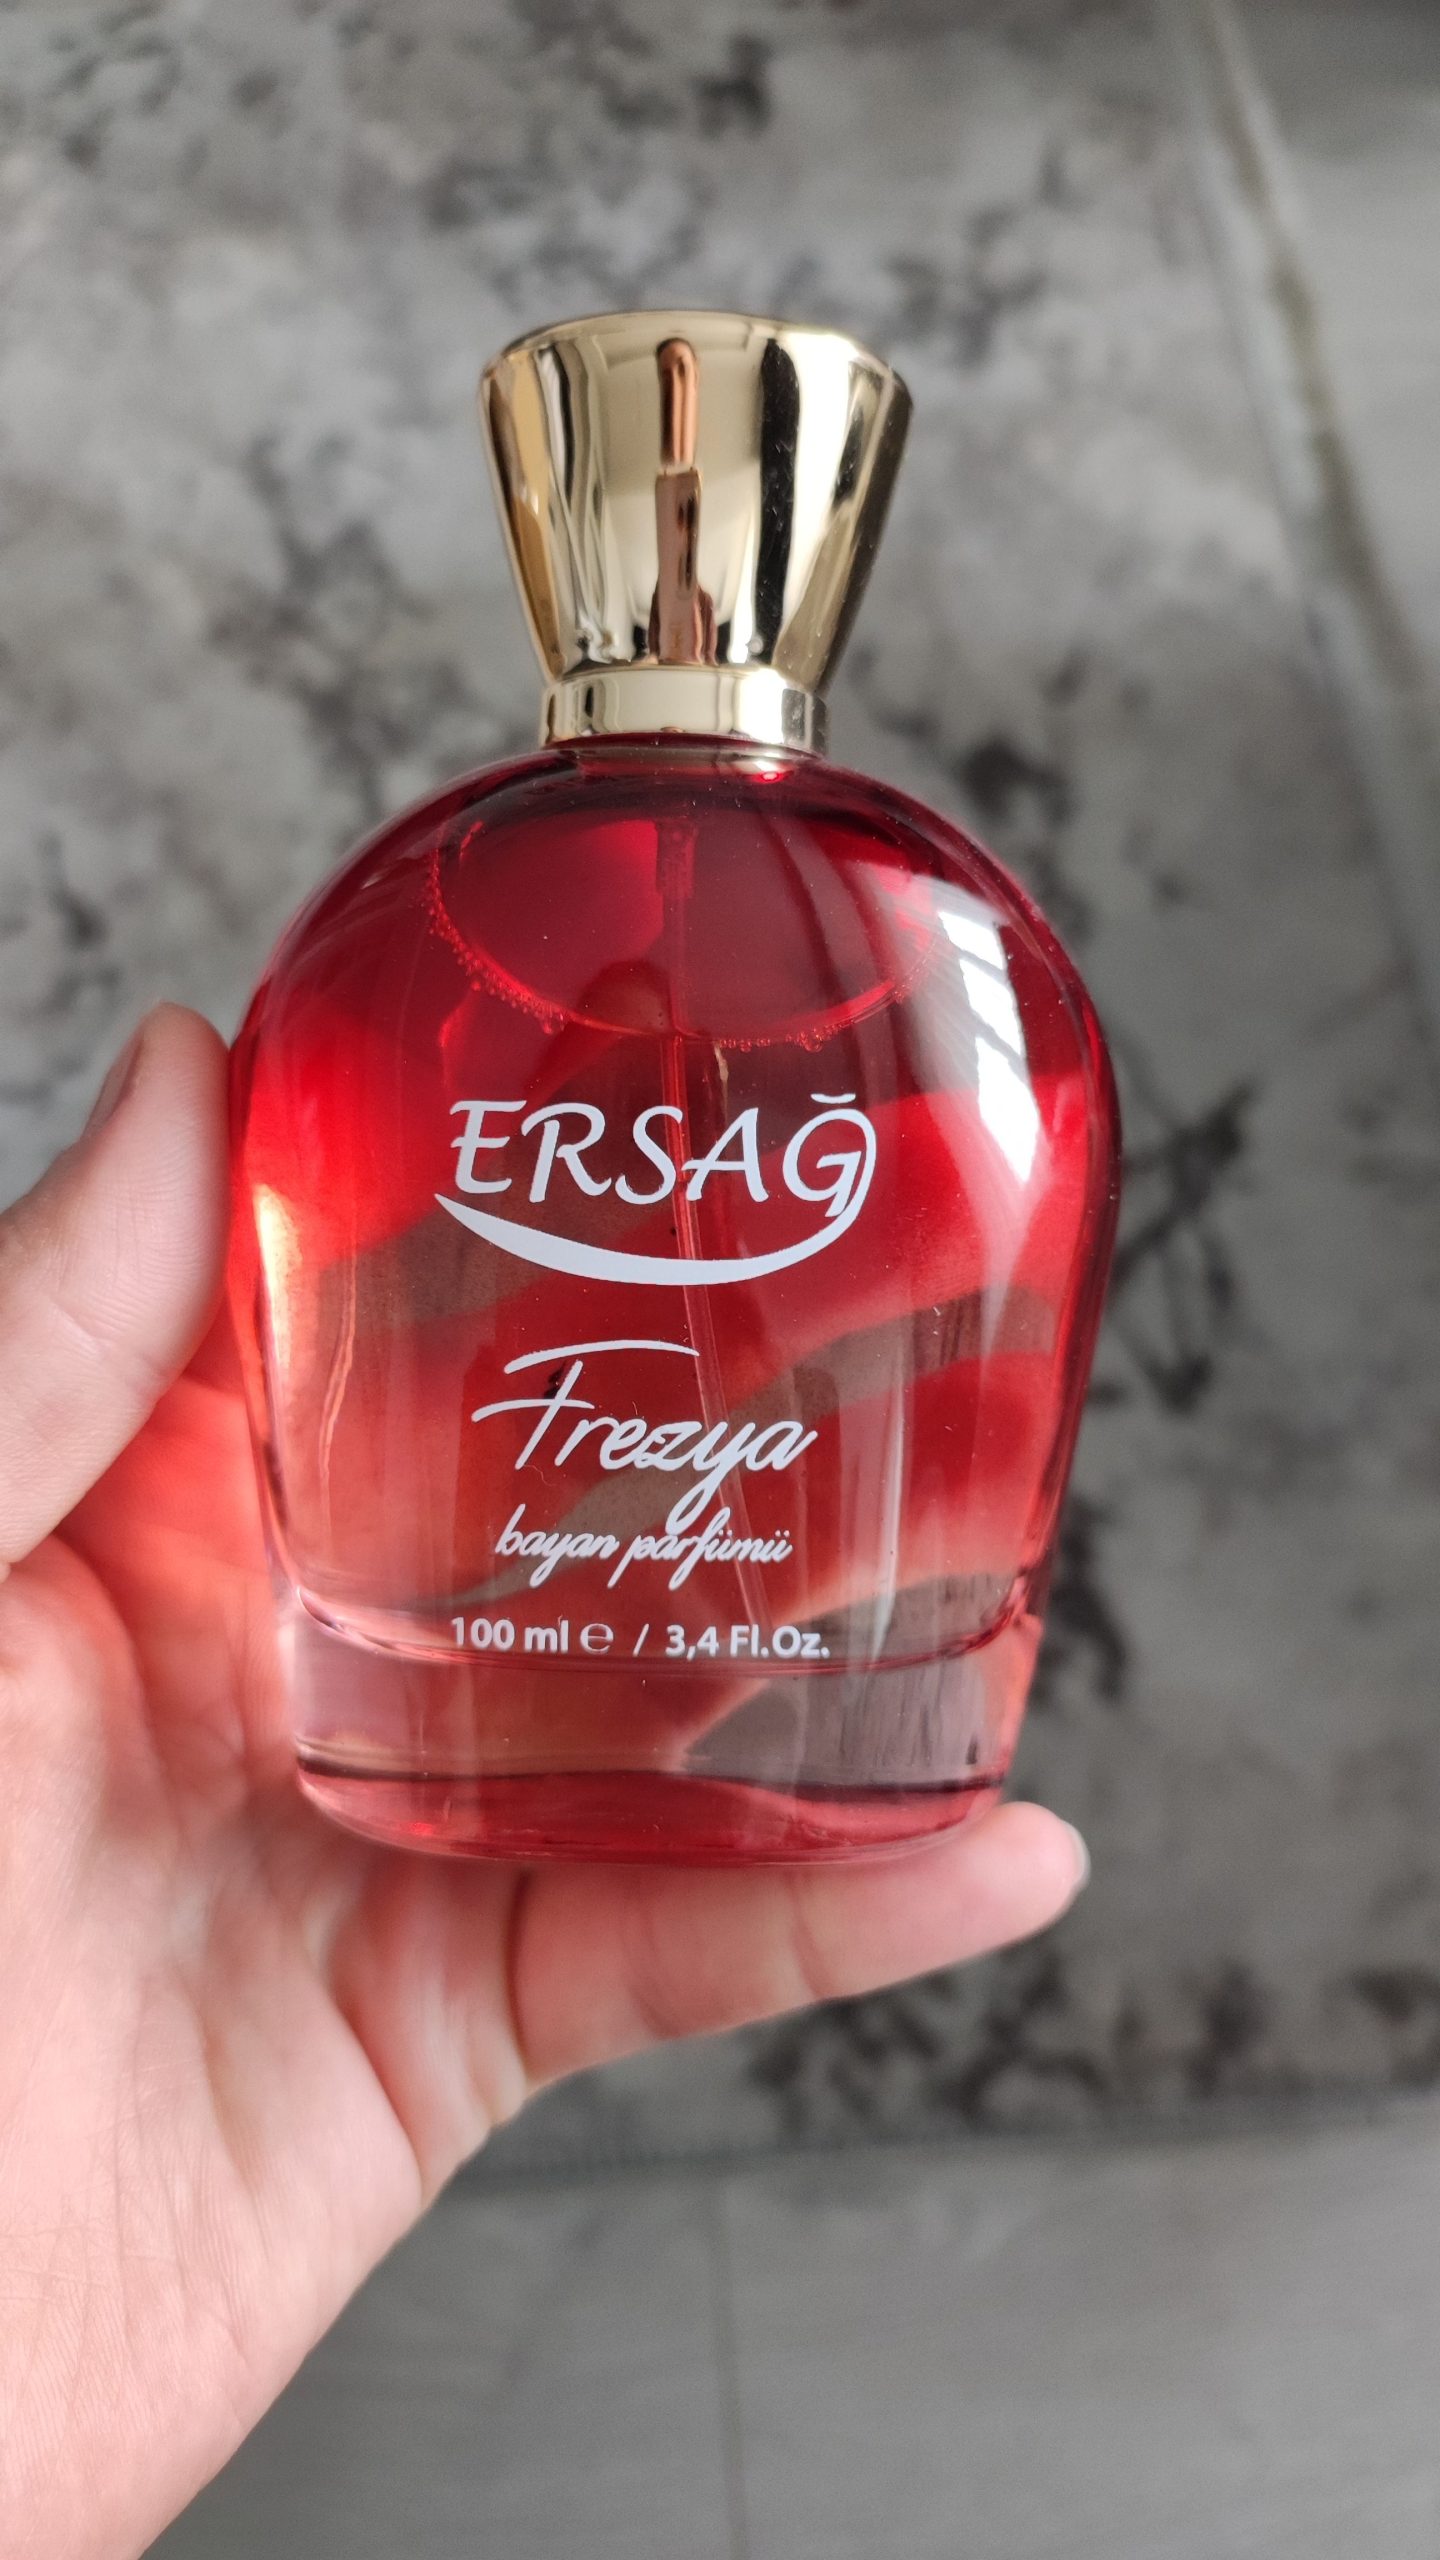 ERSAĞ
Frezya
bayan parfümü
100 ml ℮ / 3,4 Fl.Oz.